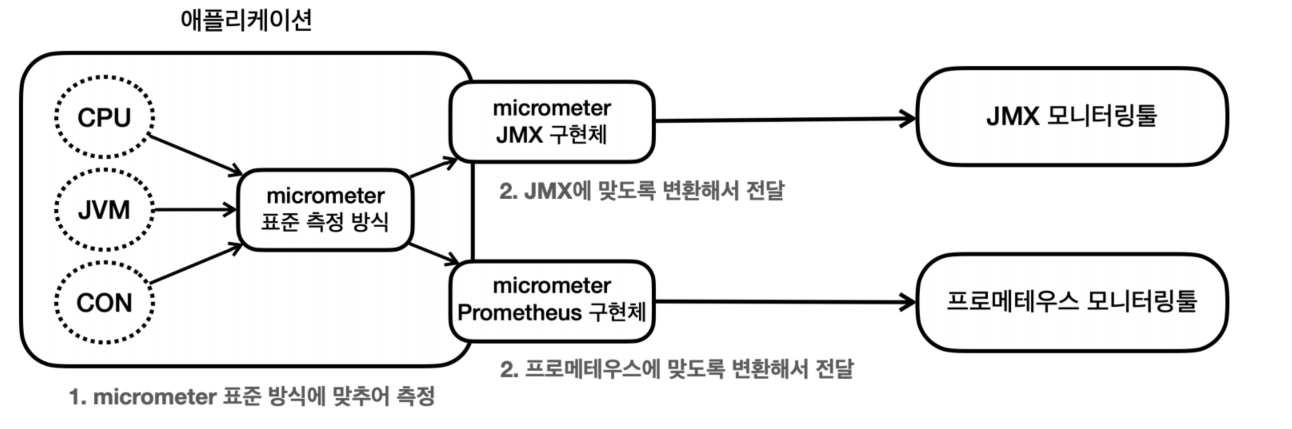 애플리케이션
CPU
JVM
CON
micrometer
표준 측정 방식
micrometer
JMX 구현체
2. JMX에 맞도록 변환해서 전달
JMX 모니터링툴
micrometer
Prometheus 구현체
2. 프로메테우스에 맞도록 변환해서 전달
프로메테우스 모니터링툴
1. micrometer 표준 방식에 맞추어 측정